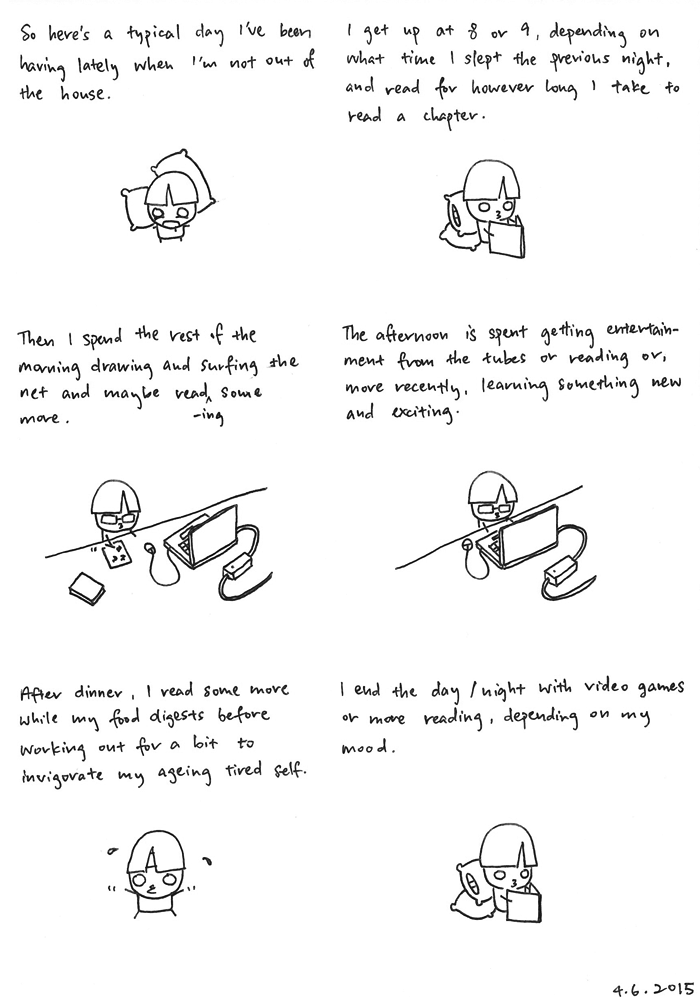 So here's a typical day I've been
having lately when I'm not out of
the house.
I get up at 8 or 9, depending on
what time I slept the previous night,
and read for however long I take to
read a chapter.
Then I spend the rest of the
morning drawing and surfing the
net and maybe read^ some
-ing
more.
The afternoon is spent getting entertain-
ment from the tubes or reading or,
more recently, learning something new
and exciting.
After dinner, I read some more
while my food digests before
working out for a bit to
invigorate my ageing tired self.
I end the day/night with video games
or more reading, depending on my
mood.
4.6.2015